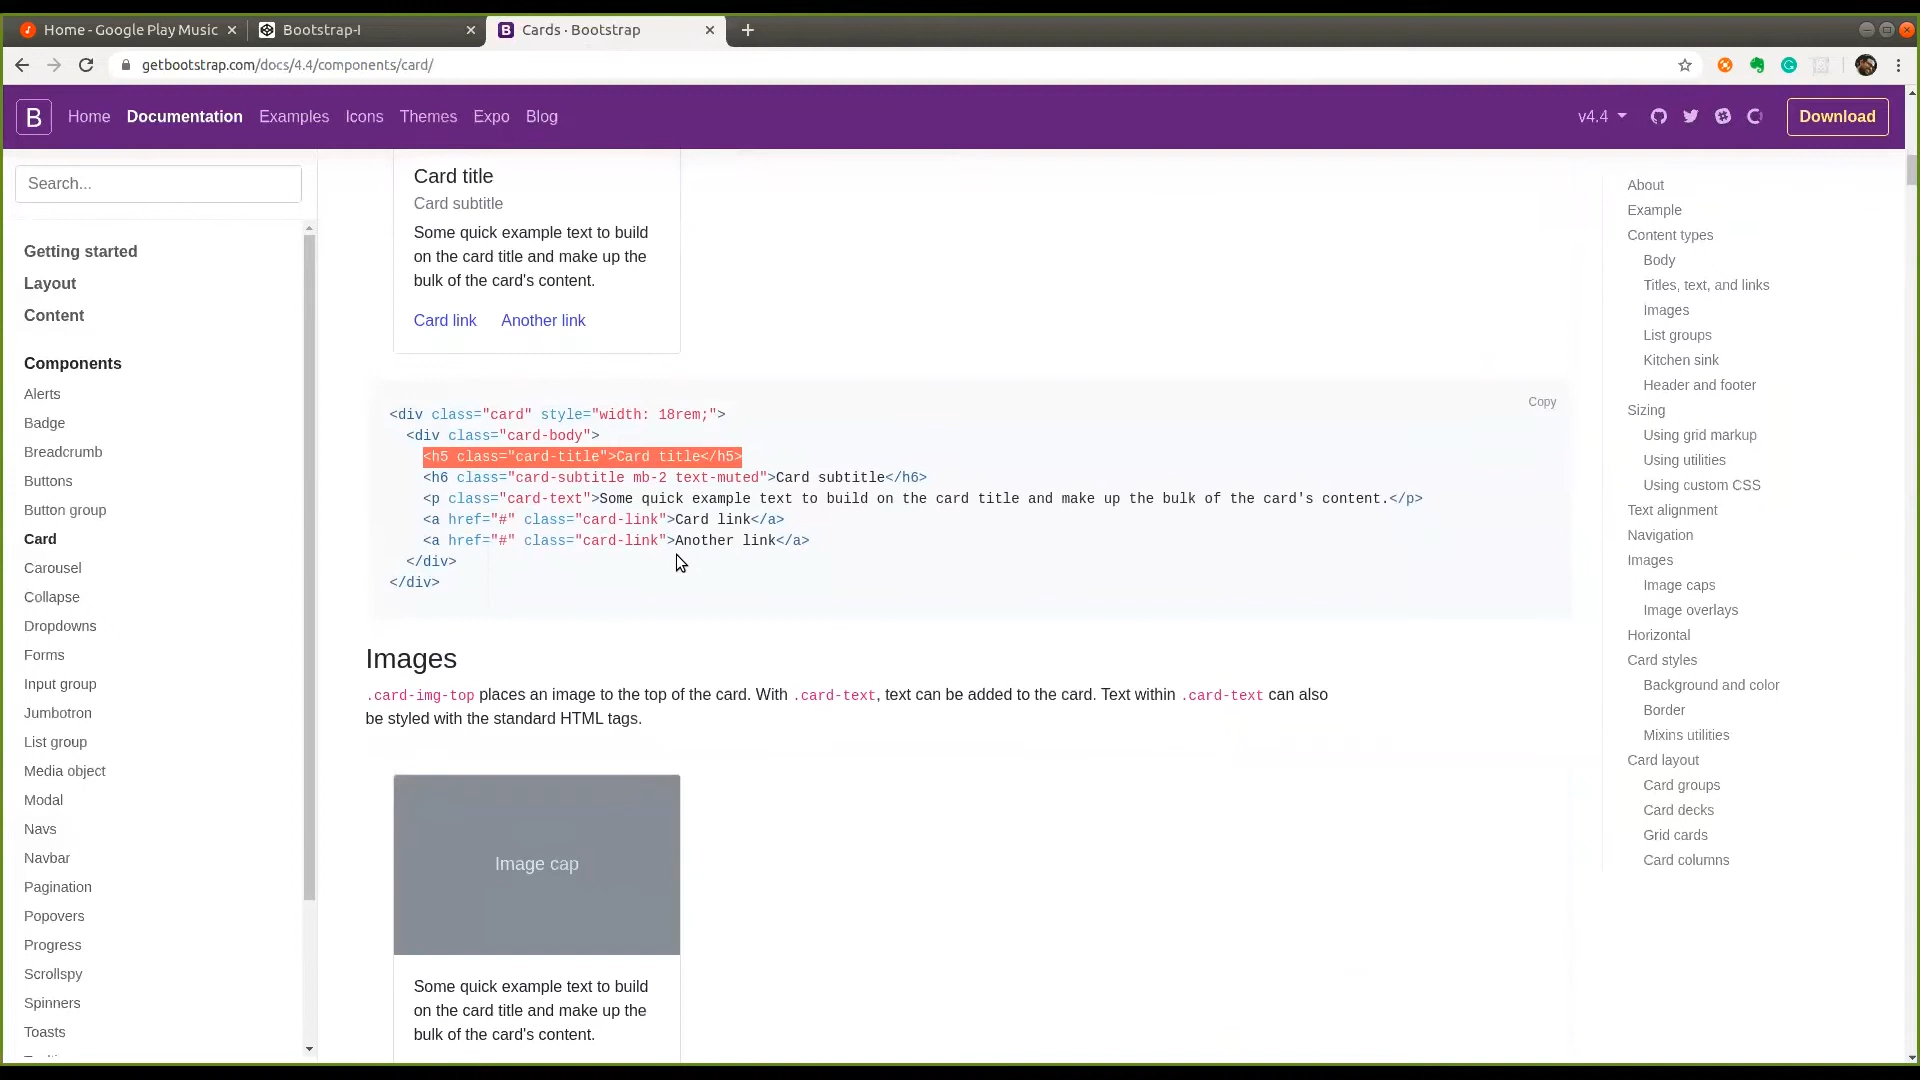 Home - Google Play Music
Bootstrap-I
Cards · Bootstrap
getbootstrap.com/docs/4.4/components/card/
B Home Documentation Examples Icons Themes Expo Blog v4.4 Download
Search...
Getting started
Layout
Content
Components
Alerts
Badge
Breadcrumb
Buttons
Button group
Card
Carousel
Collapse
Dropdowns
Forms
Input group
Jumbotron
List group
Media object
Modal
Navs
Navbar
Pagination
Popovers
Progress
Scrollspy
Spinners
Toasts
Card title
Card subtitle
Some quick example text to build
on the card title and make up the
bulk of the card's content.
Card link Another link
Copy
<div class="card" style="width: 18rem;">
<div class="card-body">
<h5 class="card-title">Card title</h5>
<h6 class="card-subtitle mb-2 text-muted">Card subtitle</h6>
<p class="card-text">Some quick example text to build on the card title and make up the bulk of the card's content.</p>
<a href="#" class="card-link">Card link</a>
<a href="#" class="card-link">Another link</a>
</div>
</div>
Images
.card-img-top places an image to the top of the card. With .card-text, text can be added to the card. Text within .card-text can also
be styled with the standard HTML tags.
Image cap
Some quick example text to build
on the card title and make up the
bulk of the card's content.
About
Example
Content types
Body
Titles, text, and links
Images
List groups
Kitchen sink
Header and footer
Sizing
Using grid markup
Using utilities
Using custom CSS
Text alignment
Navigation
Images
Image caps
Image overlays
Horizontal
Card styles
Background and color
Border
Mixins utilities
Card layout
Card groups
Card decks
Grid cards
Card columns